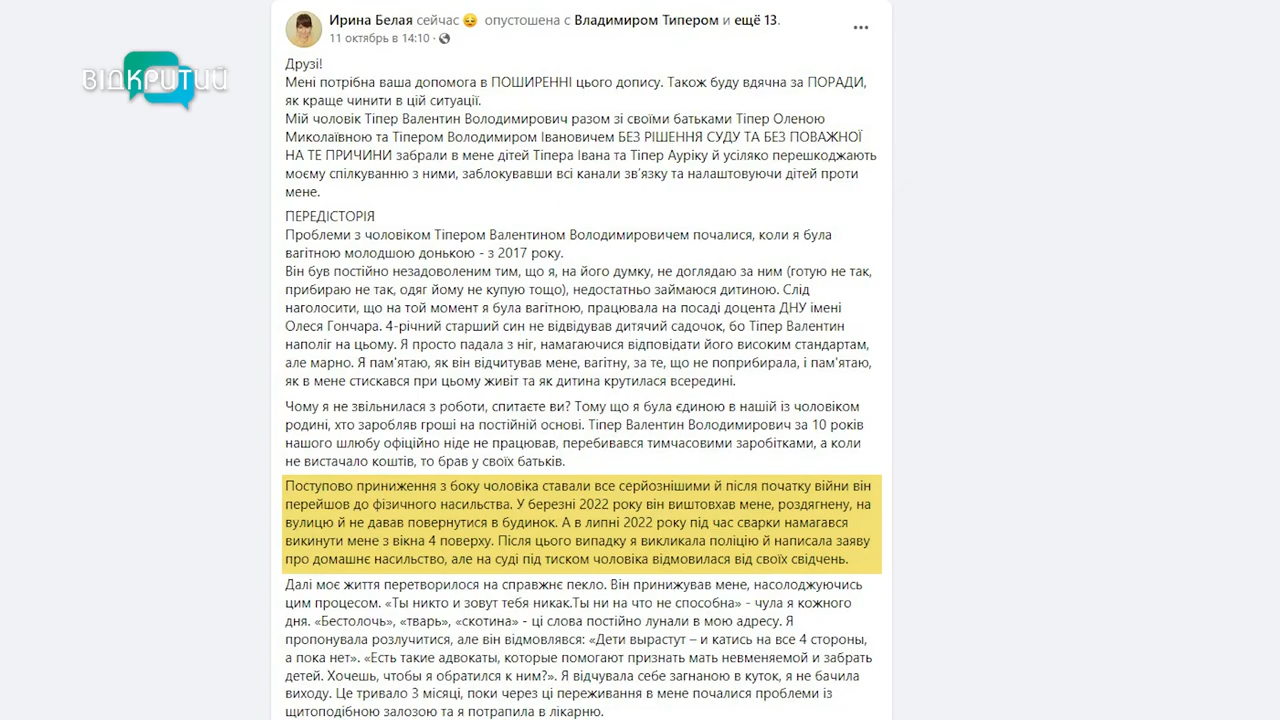 Ирина Белая сейчас 😔 опустошена с Владимиром Типером и ещё 13.
11 октябрь в 14:10 ·
ВІДКРИТИЙ
Друзі!
Мені потрібна ваша допомога в ПОШИРЕННІ цього допису. Також буду вдячна за ПОРАДИ,
як краще чинити в цій ситуації.
Мій чоловік Тіпер Валентин Володимирович разом зі своїми батьками Тіпер Оленою
Миколаївною та Тіпером Володимиром Івановичем БЕЗ РІШЕННЯ СУДУ ТА БЕЗ ПОВАЖНОЇ
НА ТЕ ПРИЧИНИ забрали в мене дітей Тіпера Івана та Тіпер Ауріку й усіляко перешкоджають
моєму спілкуванню з ними, заблокувавши всі канали зв’язку та налаштовуючи дітей проти
мене.
ПЕРЕДІСТОРІЯ
Проблеми з чоловіком Тіпером Валентином Володимировичем почалися, коли я була
вагітною молодшою донькою - з 2017 року.
Він був постійно незадоволеним тим, що я, на його думку, не доглядаю за ним (готую не так,
прибираю не так, одяг йому не купую тощо), недостатньо займаюся дитиною. Слід
наголосити, що на той момент я була вагітною, працювала на посаді доцента ДНУ імені
Олеся Гончара. 4-річний старший син не відвідував дитячий садочок, бо Тіпер Валентин
наполіг на цьому. Я просто падала з ніг, намагаючися відповідати його високим стандартам,
але марно. Я пам'ятаю, як він відчитував мене, вагітну, за те, що не поприбирала, і пам'ятаю,
як в мене стискався при цьому живіт та як дитина крутилася всередині.
Чому я не звільнилася з роботи, спитаєте ви? Тому що я була єдиною в нашій із чоловіком
родині, хто заробляв гроші на постійній основі. Тіпер Валентин Володимирович за 10 років
нашого шлюбу офіційно ніде не працював, перебивався тимчасовими заробітками, а коли
не вистачало коштів, то брав у своїх батьків.
Поступово приниження з боку чоловіка ставали все серйознішими й після початку війни він
перейшов до фізичного насильства. У березні 2022 року він виштовхав мене, роздягнену, на
вулицю й не давав повернутися в будинок. А в липні 2022 року під час сварки намагався
викинути мене з вікна 4 поверху. Після цього випадку я викликала поліцію й написала заяву
про домашнє насильство, але на суді під тиском чоловіка відмовилася від своїх свідчень.
Далі моє життя перетворилося на справжнє пекло. Він принижував мене, насолоджуючись
цим процесом. «Ты никто и зовут тебя никак.Ты ни на что не способна» - чула я кожного
дня. «Бестолочь», «тварь», «скотина» - ці слова постійно лунали в мою адресу. Я
пропонувала розлучитися, але він відмовлявся: «Дети вырастут – и катись на все 4 стороны,
а пока нет». «Есть такие адвокаты, которые помогают признать мать невменяемой и забрать
детей. Хочешь, чтобы я обратился к ним?». Я відчувала себе загнаною в куток, я не бачила
виходу. Це тривало 3 місяці, поки через ці переживання в мене почалися проблеми із
щитоподібною залозою та я потрапила в лікарню.